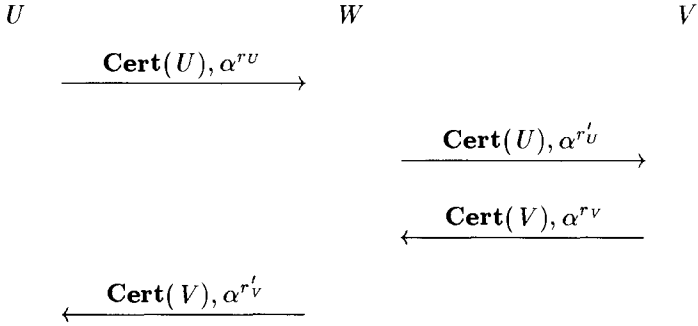 U W V
Cert(U), α^{r_U}
Cert(U), α^{r'_U}
Cert(V), α^{r_V}
Cert(V), α^{r'_V}